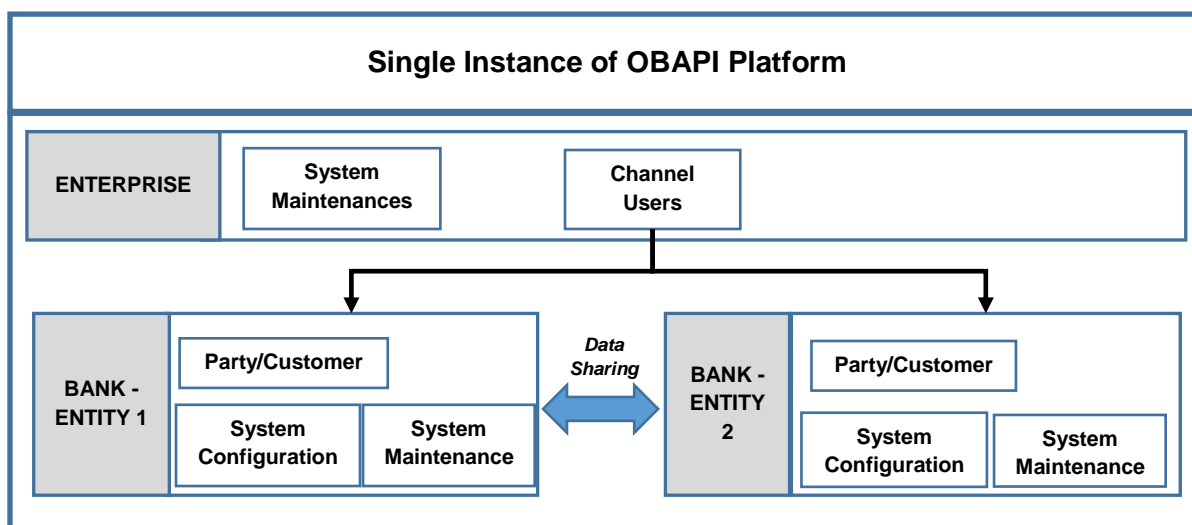 Single Instance of OBAPI Platform
ENTERPRISE
System
Maintenances
Channel
Users
BANK -
ENTITY 1
Party/Customer
System
Configuration
System
Maintenance
Data
Sharing
BANK -
ENTITY
2
Party/Customer
System
Configuration
System
Maintenance